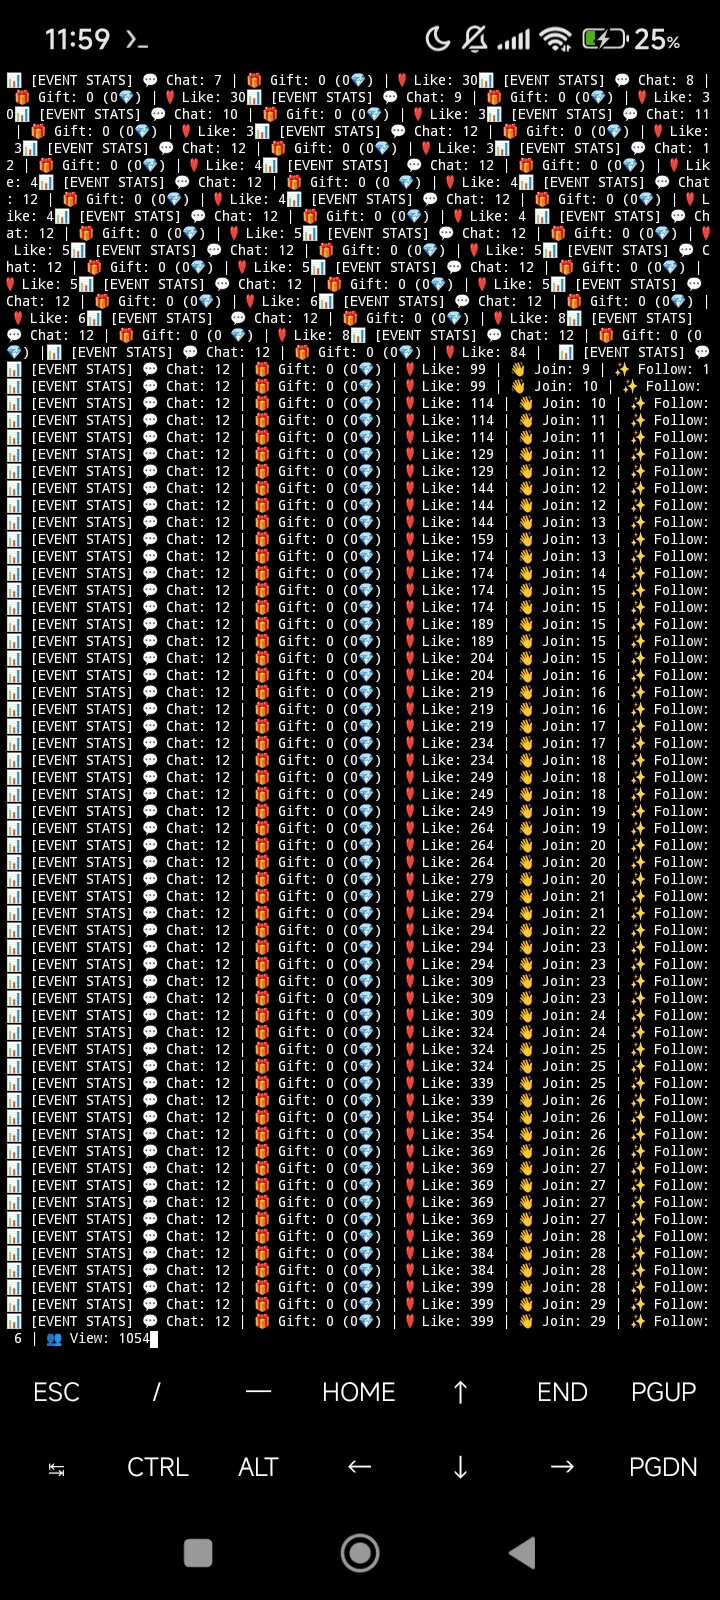 11:59 25%
📊 [EVENT STATS] 💬 Chat: 7 | 🎁 Gift: 0 (0💎) | ❤️ Like: 30📊 [EVENT STATS] 💬 Chat: 8 |
🎁 Gift: 0 (0💎) | ❤️ Like: 30📊 [EVENT STATS] 💬 Chat: 9 | 🎁 Gift: 0 (0💎) | ❤️ Like: 3
0📊 [EVENT STATS] 💬 Chat: 10 | 🎁 Gift: 0 (0💎) | ❤️ Like: 3📊 [EVENT STATS] 💬 Chat: 11
| 🎁 Gift: 0 (0💎) | ❤️ Like: 3📊 [EVENT STATS] 💬 Chat: 12 | 🎁 Gift: 0 (0💎) | ❤️ Like:
3📊 [EVENT STATS] 💬 Chat: 12 | 🎁 Gift: 0 (0💎) | ❤️ Like: 3📊 [EVENT STATS] 💬 Chat: 1
2 | 🎁 Gift: 0 (0💎) | ❤️ Like: 4📊 [EVENT STATS] 💬 Chat: 12 | 🎁 Gift: 0 (0💎) | ❤️ Lik
e: 4📊 [EVENT STATS] 💬 Chat: 12 | 🎁 Gift: 0 (0 💎) | ❤️ Like: 4📊 [EVENT STATS] 💬 Chat
: 12 | 🎁 Gift: 0 (0💎) | ❤️ Like: 4📊 [EVENT STATS] 💬 Chat: 12 | 🎁 Gift: 0 (0💎) | ❤️ L
ike: 4📊 [EVENT STATS] 💬 Chat: 12 | 🎁 Gift: 0 (0💎) | ❤️ Like: 4 📊 [EVENT STATS] 💬 Ch
at: 12 | 🎁 Gift: 0 (0💎) | ❤️ Like: 5📊 [EVENT STATS] 💬 Chat: 12 | 🎁 Gift: 0 (0💎) | ❤️
Like: 5📊 [EVENT STATS] 💬 Chat: 12 | 🎁 Gift: 0 (0💎) | ❤️ Like: 5📊 [EVENT STATS] 💬 C
hat: 12 | 🎁 Gift: 0 (0💎) | ❤️ Like: 5📊 [EVENT STATS] 💬 Chat: 12 | 🎁 Gift: 0 (0💎) |
❤️ Like: 5📊 [EVENT STATS] 💬 Chat: 12 | 🎁 Gift: 0 (0💎) | ❤️ Like: 5📊 [EVENT STATS] 💬
Chat: 12 | 🎁 Gift: 0 (0💎) | ❤️ Like: 6📊 [EVENT STATS] 💬 Chat: 12 | 🎁 Gift: 0 (0💎) |
❤️ Like: 6📊 [EVENT STATS] 💬 Chat: 12 | 🎁 Gift: 0 (0💎) | ❤️ Like: 8📊 [EVENT STATS]
💬 Chat: 12 | 🎁 Gift: 0 (0 💎) | ❤️ Like: 8📊 [EVENT STATS] 💬 Chat: 12 | 🎁 Gift: 0 (0
💎) |📊 [EVENT STATS] 💬 Chat: 12 | 🎁 Gift: 0 (0💎) | ❤️ Like: 84 | 📊 [EVENT STATS] 💬
📊 [EVENT STATS] 💬 Chat: 12 | 🎁 Gift: 0 (0💎) | ❤️ Like: 99 | 👋 Join: 9 | ✨ Follow: 1
📊 [EVENT STATS] 💬 Chat: 12 | 🎁 Gift: 0 (0💎) | ❤️ Like: 99 | 👋 Join: 10 | ✨ Follow:
📊 [EVENT STATS] 💬 Chat: 12 | 🎁 Gift: 0 (0💎) | ❤️ Like: 114 | 👋 Join: 10 | ✨ Follow:
📊 [EVENT STATS] 💬 Chat: 12 | 🎁 Gift: 0 (0💎) | ❤️ Like: 114 | 👋 Join: 11 | ✨ Follow:
📊 [EVENT STATS] 💬 Chat: 12 | 🎁 Gift: 0 (0💎) | ❤️ Like: 114 | 👋 Join: 11 | ✨ Follow:
📊 [EVENT STATS] 💬 Chat: 12 | 🎁 Gift: 0 (0💎) | ❤️ Like: 129 | 👋 Join: 11 | ✨ Follow:
📊 [EVENT STATS] 💬 Chat: 12 | 🎁 Gift: 0 (0💎) | ❤️ Like: 129 | 👋 Join: 12 | ✨ Follow:
📊 [EVENT STATS] 💬 Chat: 12 | 🎁 Gift: 0 (0💎) | ❤️ Like: 144 | 👋 Join: 12 | ✨ Follow:
📊 [EVENT STATS] 💬 Chat: 12 | 🎁 Gift: 0 (0💎) | ❤️ Like: 144 | 👋 Join: 12 | ✨ Follow:
📊 [EVENT STATS] 💬 Chat: 12 | 🎁 Gift: 0 (0💎) | ❤️ Like: 144 | 👋 Join: 13 | ✨ Follow:
📊 [EVENT STATS] 💬 Chat: 12 | 🎁 Gift: 0 (0💎) | ❤️ Like: 159 | 👋 Join: 13 | ✨ Follow:
📊 [EVENT STATS] 💬 Chat: 12 | 🎁 Gift: 0 (0💎) | ❤️ Like: 174 | 👋 Join: 13 | ✨ Follow:
📊 [EVENT STATS] 💬 Chat: 12 | 🎁 Gift: 0 (0💎) | ❤️ Like: 174 | 👋 Join: 14 | ✨ Follow:
📊 [EVENT STATS] 💬 Chat: 12 | 🎁 Gift: 0 (0💎) | ❤️ Like: 174 | 👋 Join: 15 | ✨ Follow:
📊 [EVENT STATS] 💬 Chat: 12 | 🎁 Gift: 0 (0💎) | ❤️ Like: 174 | 👋 Join: 15 | ✨ Follow:
📊 [EVENT STATS] 💬 Chat: 12 | 🎁 Gift: 0 (0💎) | ❤️ Like: 189 | 👋 Join: 15 | ✨ Follow:
📊 [EVENT STATS] 💬 Chat: 12 | 🎁 Gift: 0 (0💎) | ❤️ Like: 189 | 👋 Join: 15 | ✨ Follow:
📊 [EVENT STATS] 💬 Chat: 12 | 🎁 Gift: 0 (0💎) | ❤️ Like: 204 | 👋 Join: 15 | ✨ Follow:
📊 [EVENT STATS] 💬 Chat: 12 | 🎁 Gift: 0 (0💎) | ❤️ Like: 204 | 👋 Join: 16 | ✨ Follow:
📊 [EVENT STATS] 💬 Chat: 12 | 🎁 Gift: 0 (0💎) | ❤️ Like: 219 | 👋 Join: 16 | ✨ Follow:
📊 [EVENT STATS] 💬 Chat: 12 | 🎁 Gift: 0 (0💎) | ❤️ Like: 219 | 👋 Join: 16 | ✨ Follow:
📊 [EVENT STATS] 💬 Chat: 12 | 🎁 Gift: 0 (0💎) | ❤️ Like: 219 | 👋 Join: 17 | ✨ Follow:
📊 [EVENT STATS] 💬 Chat: 12 | 🎁 Gift: 0 (0💎) | ❤️ Like: 234 | 👋 Join: 17 | ✨ Follow:
📊 [EVENT STATS] 💬 Chat: 12 | 🎁 Gift: 0 (0💎) | ❤️ Like: 234 | 👋 Join: 18 | ✨ Follow:
📊 [EVENT STATS] 💬 Chat: 12 | 🎁 Gift: 0 (0💎) | ❤️ Like: 249 | 👋 Join: 18 | ✨ Follow:
📊 [EVENT STATS] 💬 Chat: 12 | 🎁 Gift: 0 (0💎) | ❤️ Like: 249 | 👋 Join: 18 | ✨ Follow:
📊 [EVENT STATS] 💬 Chat: 12 | 🎁 Gift: 0 (0💎) | ❤️ Like: 249 | 👋 Join: 19 | ✨ Follow:
📊 [EVENT STATS] 💬 Chat: 12 | 🎁 Gift: 0 (0💎) | ❤️ Like: 264 | 👋 Join: 19 | ✨ Follow:
📊 [EVENT STATS] 💬 Chat: 12 | 🎁 Gift: 0 (0💎) | ❤️ Like: 264 | 👋 Join: 20 | ✨ Follow:
📊 [EVENT STATS] 💬 Chat: 12 | 🎁 Gift: 0 (0💎) | ❤️ Like: 264 | 👋 Join: 20 | ✨ Follow:
📊 [EVENT STATS] 💬 Chat: 12 | 🎁 Gift: 0 (0💎) | ❤️ Like: 279 | 👋 Join: 20 | ✨ Follow:
📊 [EVENT STATS] 💬 Chat: 12 | 🎁 Gift: 0 (0💎) | ❤️ Like: 279 | 👋 Join: 21 | ✨ Follow:
📊 [EVENT STATS] 💬 Chat: 12 | 🎁 Gift: 0 (0💎) | ❤️ Like: 294 | 👋 Join: 21 | ✨ Follow:
📊 [EVENT STATS] 💬 Chat: 12 | 🎁 Gift: 0 (0💎) | ❤️ Like: 294 | 👋 Join: 22 | ✨ Follow:
📊 [EVENT STATS] 💬 Chat: 12 | 🎁 Gift: 0 (0💎) | ❤️ Like: 294 | 👋 Join: 23 | ✨ Follow:
📊 [EVENT STATS] 💬 Chat: 12 | 🎁 Gift: 0 (0💎) | ❤️ Like: 294 | 👋 Join: 23 | ✨ Follow:
📊 [EVENT STATS] 💬 Chat: 12 | 🎁 Gift: 0 (0💎) | ❤️ Like: 309 | 👋 Join: 23 | ✨ Follow:
📊 [EVENT STATS] 💬 Chat: 12 | 🎁 Gift: 0 (0💎) | ❤️ Like: 309 | 👋 Join: 23 | ✨ Follow:
📊 [EVENT STATS] 💬 Chat: 12 | 🎁 Gift: 0 (0💎) | ❤️ Like: 309 | 👋 Join: 24 | ✨ Follow:
📊 [EVENT STATS] 💬 Chat: 12 | 🎁 Gift: 0 (0💎) | ❤️ Like: 324 | 👋 Join: 24 | ✨ Follow:
📊 [EVENT STATS] 💬 Chat: 12 | 🎁 Gift: 0 (0💎) | ❤️ Like: 324 | 👋 Join: 25 | ✨ Follow:
📊 [EVENT STATS] 💬 Chat: 12 | 🎁 Gift: 0 (0💎) | ❤️ Like: 324 | 👋 Join: 25 | ✨ Follow:
📊 [EVENT STATS] 💬 Chat: 12 | 🎁 Gift: 0 (0💎) | ❤️ Like: 339 | 👋 Join: 25 | ✨ Follow:
📊 [EVENT STATS] 💬 Chat: 12 | 🎁 Gift: 0 (0💎) | ❤️ Like: 339 | 👋 Join: 26 | ✨ Follow:
📊 [EVENT STATS] 💬 Chat: 12 | 🎁 Gift: 0 (0💎) | ❤️ Like: 354 | 👋 Join: 26 | ✨ Follow:
📊 [EVENT STATS] 💬 Chat: 12 | 🎁 Gift: 0 (0💎) | ❤️ Like: 354 | 👋 Join: 26 | ✨ Follow:
📊 [EVENT STATS] 💬 Chat: 12 | 🎁 Gift: 0 (0💎) | ❤️ Like: 369 | 👋 Join: 26 | ✨ Follow:
📊 [EVENT STATS] 💬 Chat: 12 | 🎁 Gift: 0 (0💎) | ❤️ Like: 369 | 👋 Join: 27 | ✨ Follow:
📊 [EVENT STATS] 💬 Chat: 12 | 🎁 Gift: 0 (0💎) | ❤️ Like: 369 | 👋 Join: 27 | ✨ Follow:
📊 [EVENT STATS] 💬 Chat: 12 | 🎁 Gift: 0 (0💎) | ❤️ Like: 369 | 👋 Join: 27 | ✨ Follow:
📊 [EVENT STATS] 💬 Chat: 12 | 🎁 Gift: 0 (0💎) | ❤️ Like: 369 | 👋 Join: 27 | ✨ Follow:
📊 [EVENT STATS] 💬 Chat: 12 | 🎁 Gift: 0 (0💎) | ❤️ Like: 369 | 👋 Join: 28 | ✨ Follow:
📊 [EVENT STATS] 💬 Chat: 12 | 🎁 Gift: 0 (0💎) | ❤️ Like: 384 | 👋 Join: 28 | ✨ Follow:
📊 [EVENT STATS] 💬 Chat: 12 | 🎁 Gift: 0 (0💎) | ❤️ Like: 384 | 👋 Join: 28 | ✨ Follow:
📊 [EVENT STATS] 💬 Chat: 12 | 🎁 Gift: 0 (0💎) | ❤️ Like: 399 | 👋 Join: 28 | ✨ Follow:
📊 [EVENT STATS] 💬 Chat: 12 | 🎁 Gift: 0 (0💎) | ❤️ Like: 399 | 👋 Join: 29 | ✨ Follow:
📊 [EVENT STATS] 💬 Chat: 12 | 🎁 Gift: 0 (0💎) | ❤️ Like: 399 | 👋 Join: 29 | ✨ Follow:
6 | 👥 View: 1054
ESC / — HOME ↑ END PGUP
↹ CTRL ALT ← ↓ → PGDN